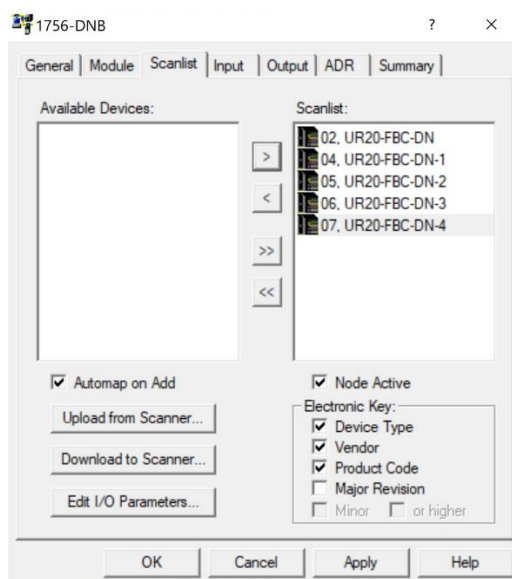 1756-DNB ? ×
General Module Scanlist Input Output ADR Summary
Available Devices:
Scanlist:
02, UR20-FBC-DN
04, UR20-FBC-DN-1
05, UR20-FBC-DN-2
06, UR20-FBC-DN-3
07, UR20-FBC-DN-4
>
<
>>
<<
Automap on Add
Upload from Scanner...
Download to Scanner...
Edit I/O Parameters...
Node Active
Electronic Key:
Device Type
Vendor
Product Code
Major Revision
Minor or higher
OK Cancel Apply Help